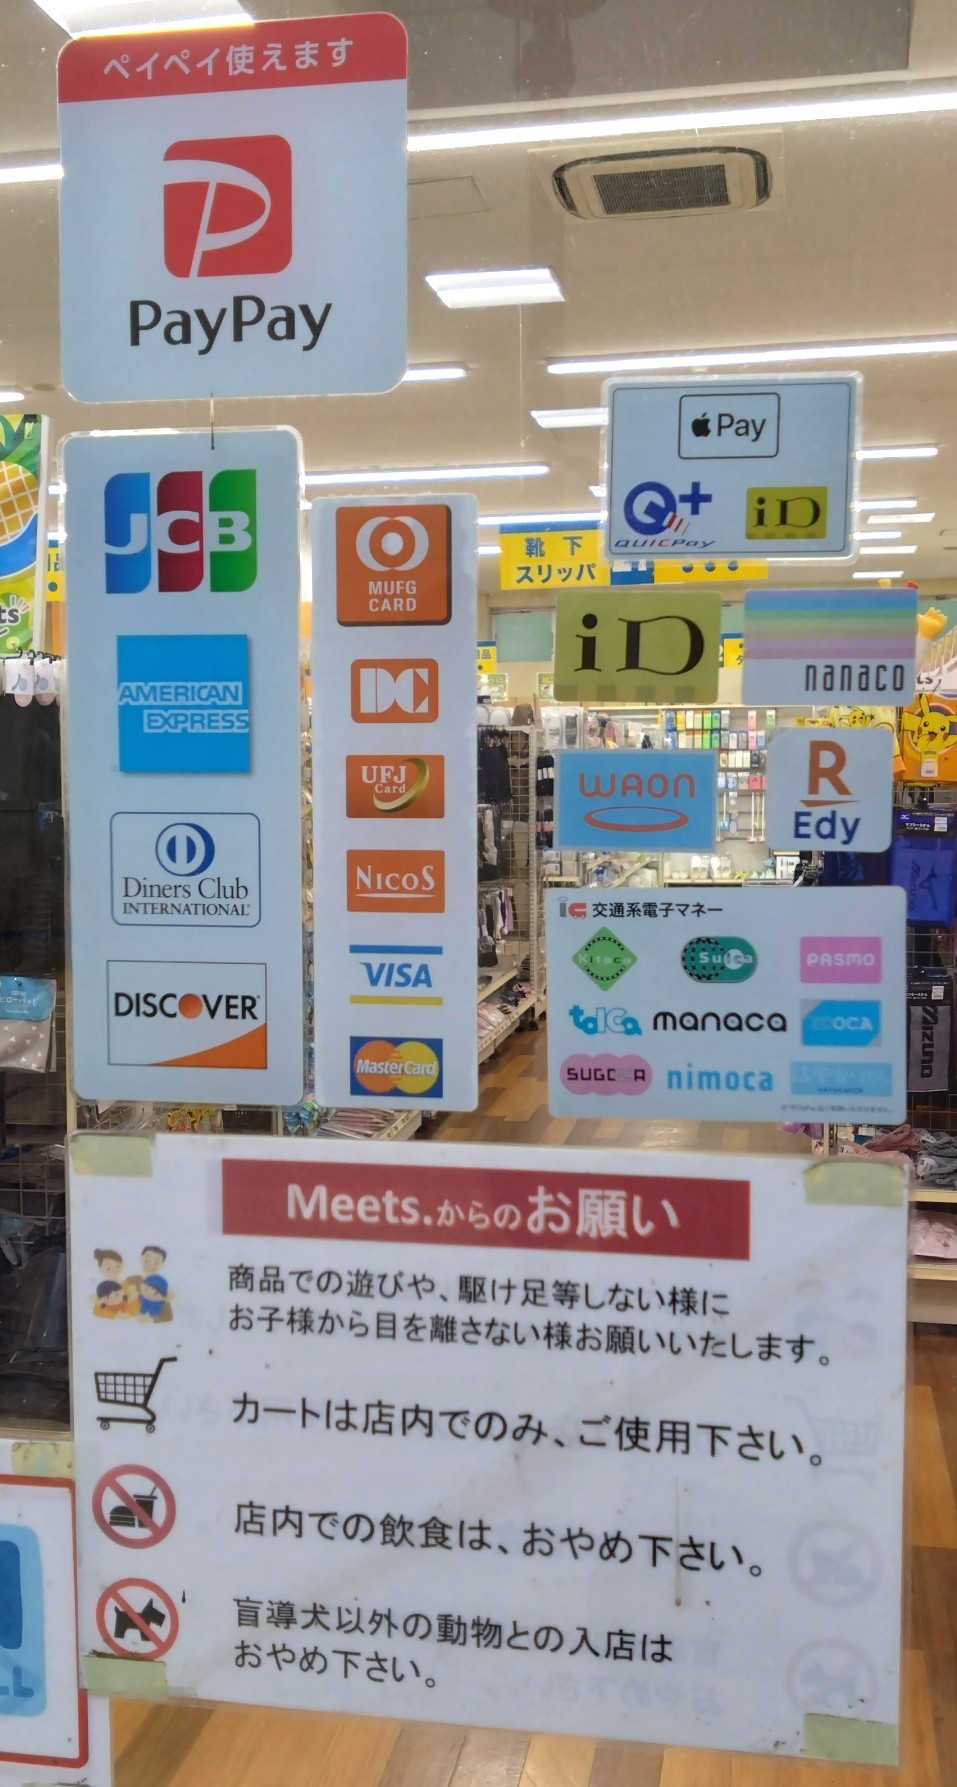 ペイペイ使えます
PayPay
JCB
AMERICAN
EXPRESS
Diners Club
INTERNATIONAL
DISCOVER
MUFG
CARD
DC
UFJ
Card
NICOS
VISA
MasterCard
Pay
QUICPay
iD
靴下
スリッパ
iD
nanaco
WAON
R
Edy
交通系電子マネー
Kitaca
Suica
PASMO
toIca
manaca
ICOCA
SUGOCA
nimoca
Meets.からのお願い
商品での遊びや、駆け足等しない様に
お子様から目を離さない様お願いいたします。
カートは店内でのみ、ご使用下さい。
店内での飲食は、おやめ下さい。
盲導犬以外の動物との入店は
おやめ下さい。
MIZUNO